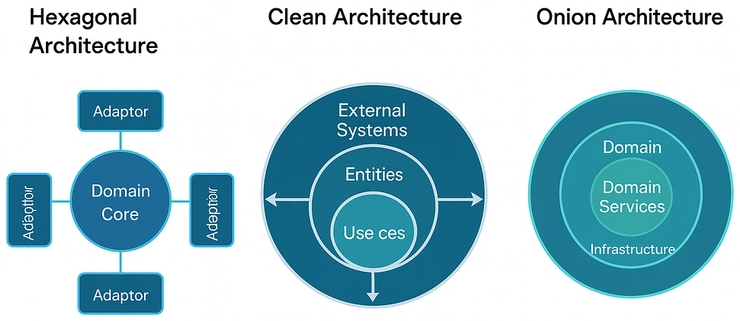 Hexagonal
Architecture
Clean Architecture
Onion Architecture
Adaptor
Domain
Core
Adaptor
External
Systems
Entities
Use ces
Domain
Domain
Services
Infrastructure